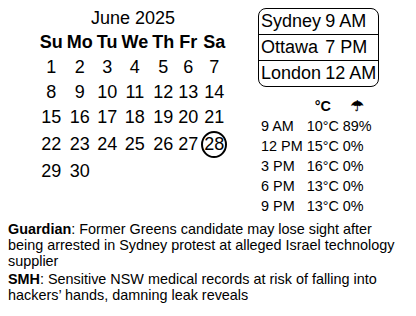 June 2025
Su Mo Tu We Th Fr Sa
1 2 3 4 5 6 7
8 9 10 11 12 13 14
15 16 17 18 19 20 21
22 23 24 25 26 27 28
29 30
Sydney 9 AM
Ottawa 7 PM
London 12 AM
°C ☂
9 AM 10°C 89%
12 PM 15°C 0%
3 PM 16°C 0%
6 PM 13°C 0%
9 PM 13°C 0%
Guardian: Former Greens candidate may lose sight after
being arrested in Sydney protest at alleged Israel technology
supplier
SMH: Sensitive NSW medical records at risk of falling into
hackers’ hands, damning leak reveals